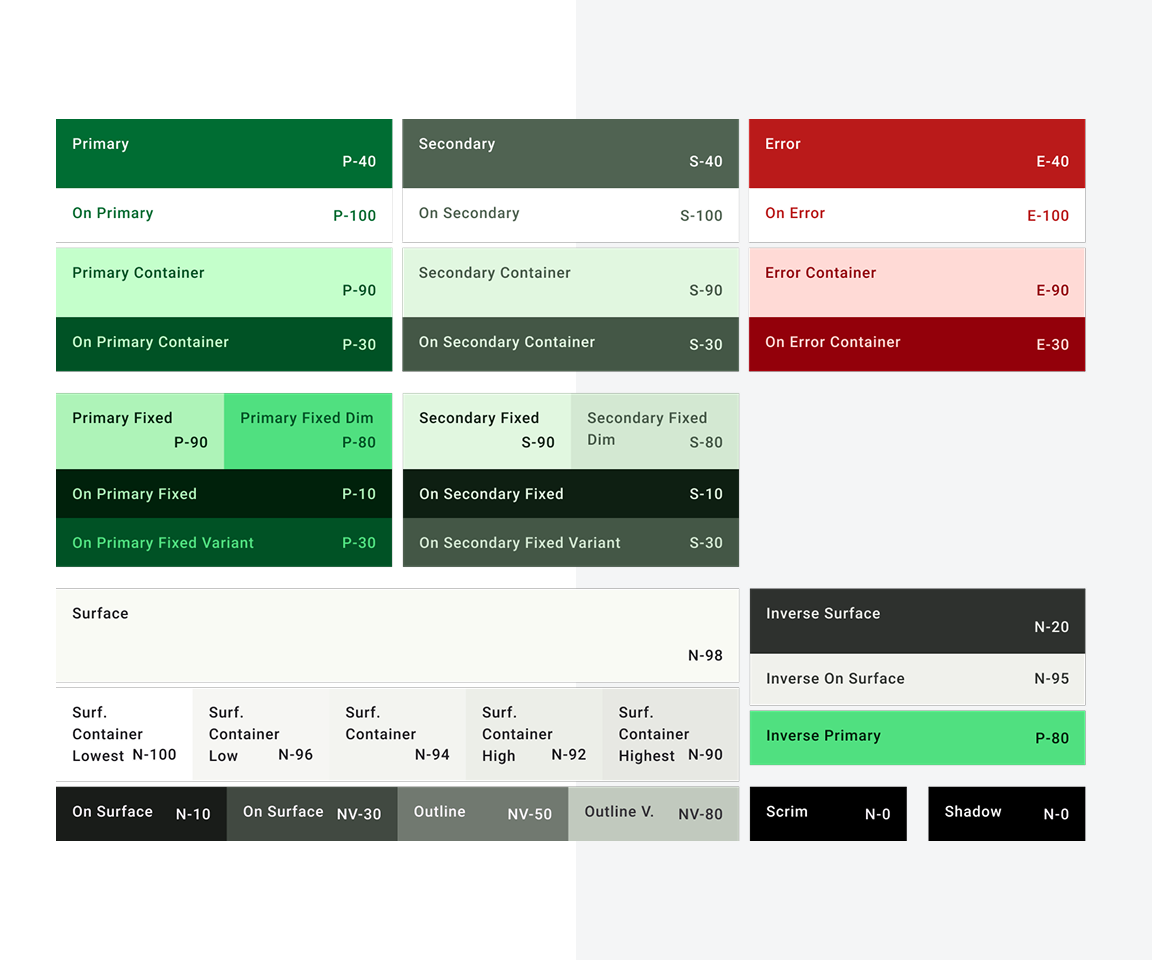 Primary
P-40
On Primary
P-100
Primary Container
P-90
On Primary Container
P-30
Secondary
S-40
On Secondary
S-100
Secondary Container
S-90
On Secondary Container
S-30
Error
E-40
On Error
E-100
Error Container
E-90
On Error Container
E-30
Primary Fixed
P-90
Primary Fixed Dim
P-80
On Primary Fixed
P-10
On Primary Fixed Variant
P-30
Secondary Fixed
S-90
Secondary Fixed
Dim
S-80
On Secondary Fixed
S-10
On Secondary Fixed Variant
S-30
Surface
N-98
Surf.
Container
Lowest N-100
Surf.
Container
Low N-96
Surf.
Container
N-94
Surf.
Container
High N-92
Surf.
Container
Highest N-90
On Surface N-10
On Surface NV-30
Outline NV-50
Outline V. NV-80
Inverse Surface
N-20
Inverse On Surface N-95
Inverse Primary P-80
Scrim N-0
Shadow N-0